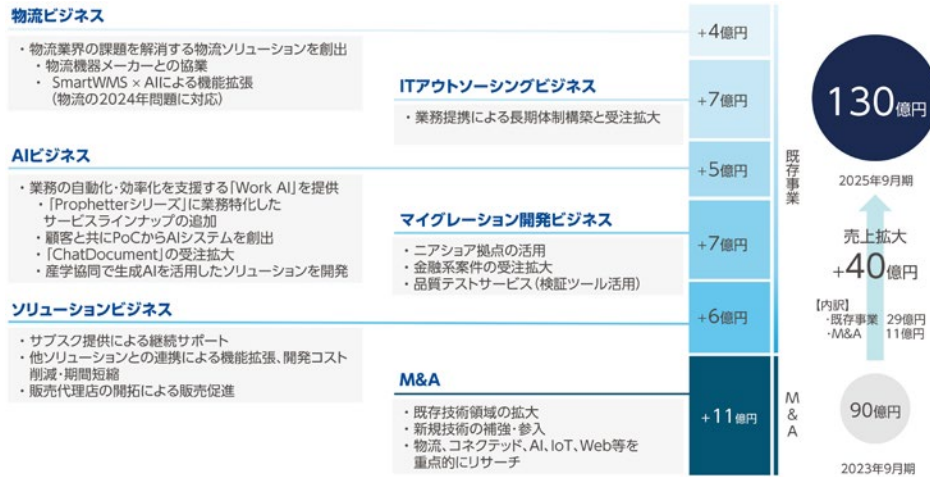 物流ビジネス
・物流業界の課題を解消する物流ソリューションを創出
・物流機器メーカーとの協業
・SmartWMS × AIによる機能拡張
(物流の2024年問題に対応)
+4億円
ITアウトソーシングビジネス
・業務提携による長期体制構築と受注拡大
+7億円
AIビジネス
・業務の自動化・効率化を支援する「Work AI」を提供
・「Prophetterシリーズ」に業務特化した
サービスラインナップの追加
・顧客と共にPoCからAIシステムを創出
・「ChatDocument」の受注拡大
・産学協同で生成AIを活用したソリューションを開発
+5億円
マイグレーション開発ビジネス
・ニアショア拠点の活用
・金融系案件の受注拡大
・品質テストサービス(検証ツール活用)
+7億円
ソリューションビジネス
・サブスク提供による継続サポート
・他ソリューションとの連携による機能拡張、開発コスト
削減・期間短縮
・販売代理店の開拓による販売促進
+6億円
M&A
・既存技術領域の拡大
・新規技術の補強・参入
・物流、コネクテッド、AI、IoT、Web等を
重点的にリサーチ
+11億円
既存事業
M&A
130億円
2025年9月期
売上拡大
+40億円
【内訳】
・既存事業 29億円
・M&A 11億円
90億円
2023年9月期